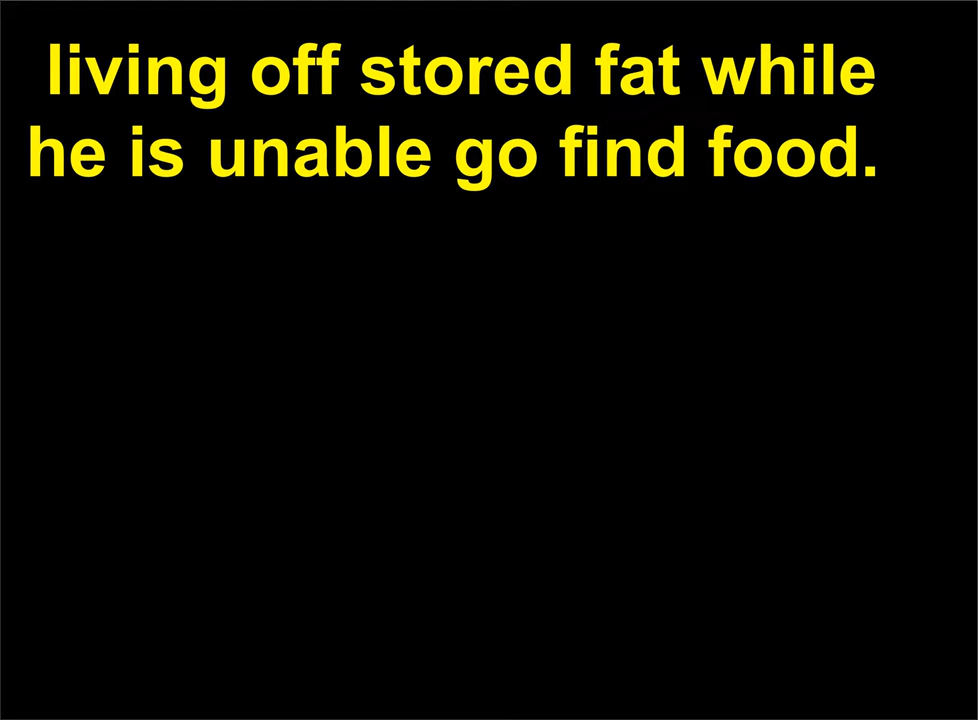 living off stored fat while
he is unable go find food.